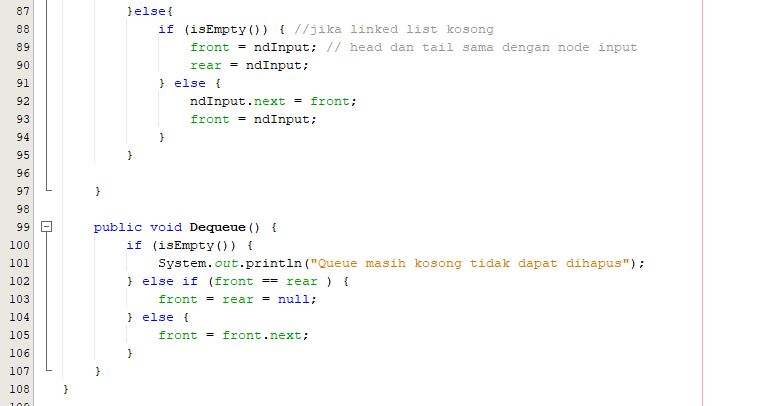 87 }else{
88 if (isEmpty()) { //jika linked list kosong
89 front = ndInput; // head dan tail sama dengan node input
90 rear = ndInput;
91 } else {
92 ndInput.next = front;
93 front = ndInput;
94 }
95 }
96
97 }
98
99 public void Dequeue() {
100 if (isEmpty()) {
101 System.out.println("Queue masih kosong tidak dapat dihapus");
102 } else if (front == rear ) {
103 front = rear = null;
104 } else {
105 front = front.next;
106 }
107 }
108 }